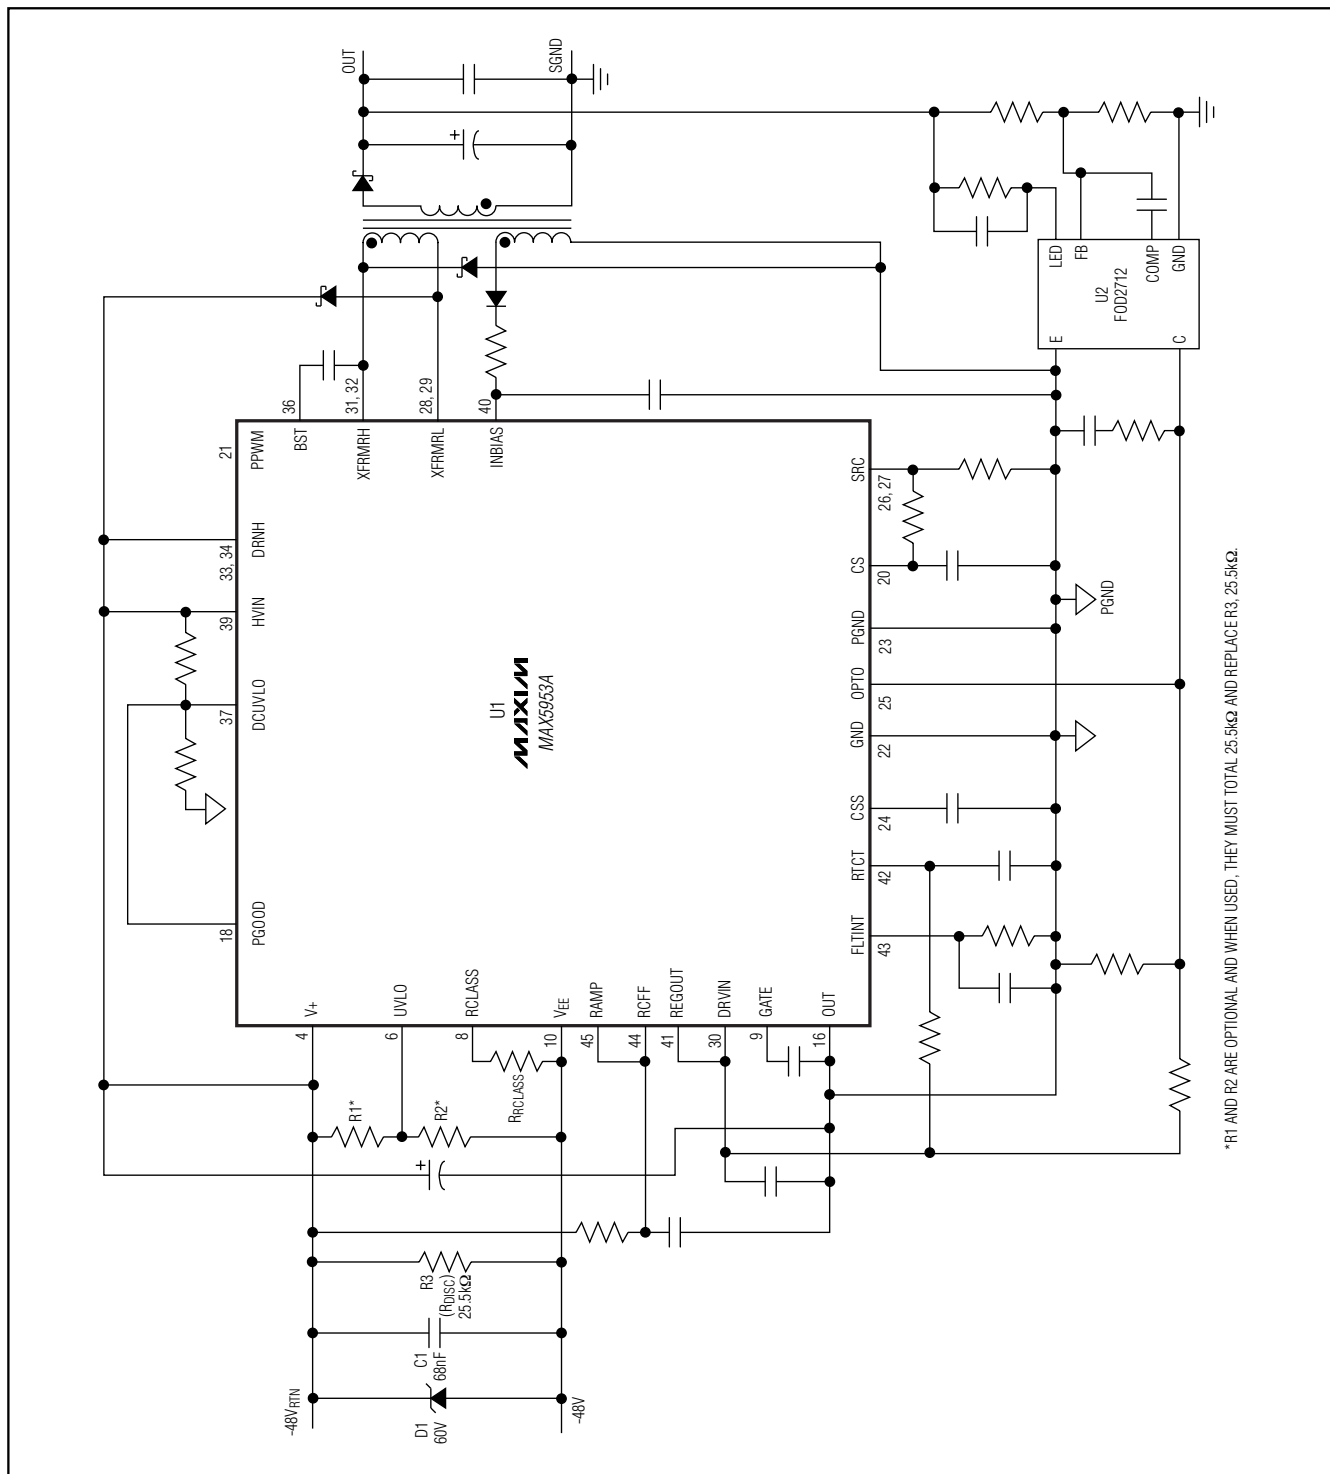 -48VRTN
D1
60V
C1
68nF
R3
(RDISC)
25.5kΩ
-48V
R1*
R2*
RRCLASS
+
4
V+
6
UVLO
8
RCLASS
10
VEE
45
RAMP
44
RCFF
41
REGOUT
30
DRVIN
9
GATE
16
OUT
18
PGOOD
37
DCUVLO
39
HVIN
33, 34
DRNH
21
PPWM
U1
MAXIM
MAX5953A
43
FLTINT
42
RTCT
24
CSS
22
GND
25
OPTO
23
PGND
20
CS
26, 27
SRC
PGND
36
BST
31, 32
XFRMRH
28, 29
XFRMRL
40
INBIAS
OUT
SGND
+
U2
FOD2712
LED
FB
COMP
GND
E
C
*R1 AND R2 ARE OPTIONAL AND WHEN USED, THEY MUST TOTAL 25.5kΩ AND REPLACE R3, 25.5kΩ.